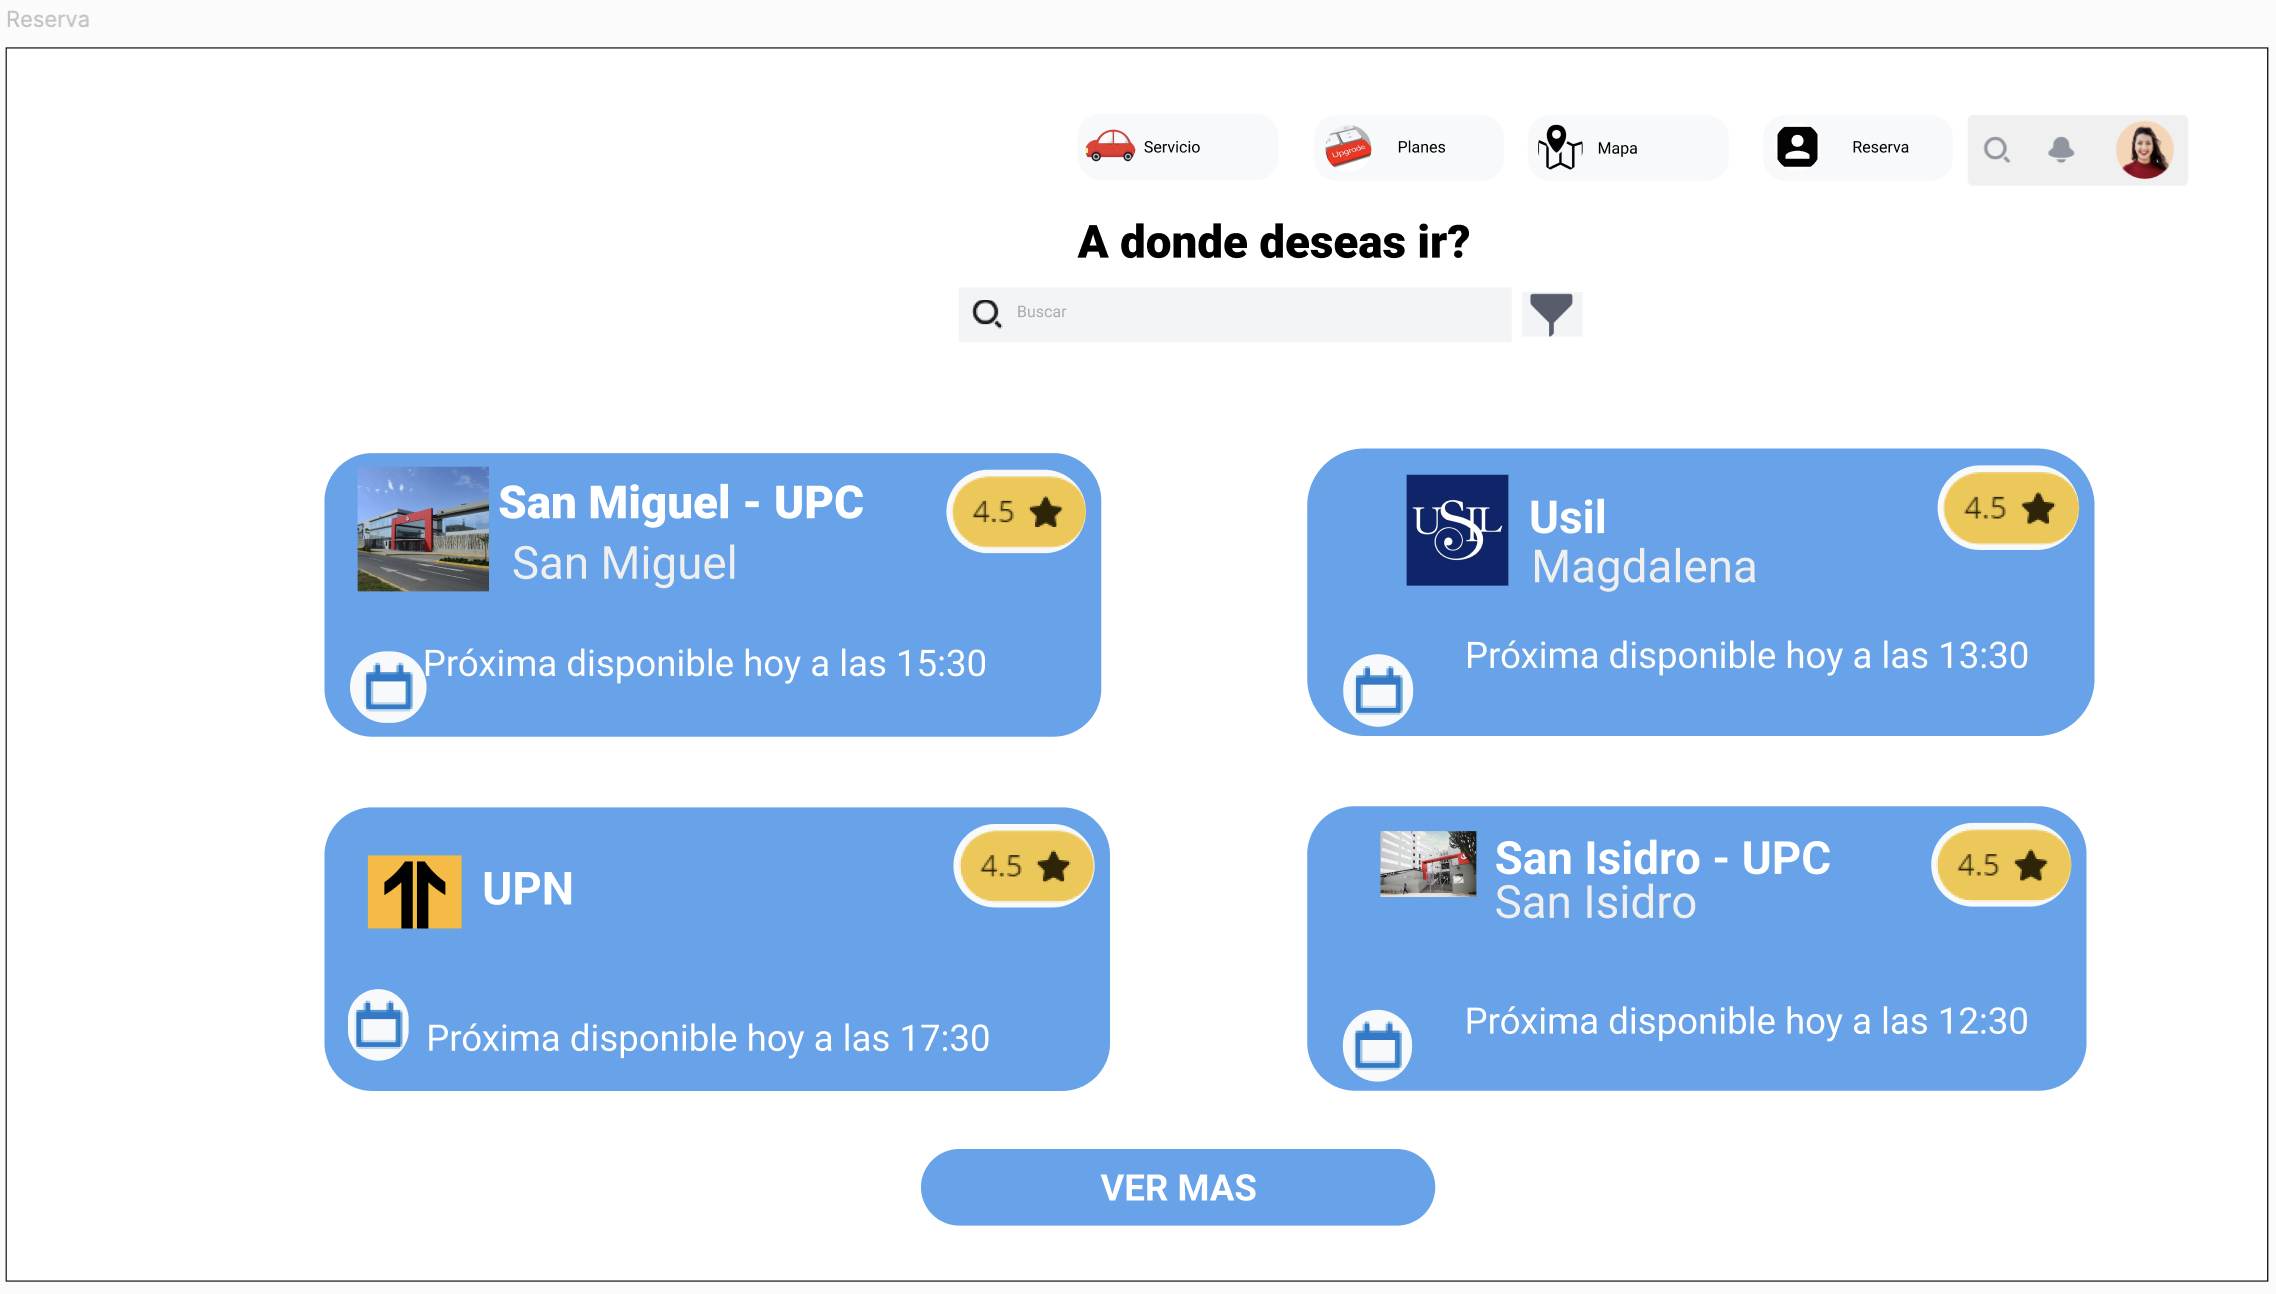 Reserva
Servicio
Planes
Upgrade
Mapa
Reserva
A donde deseas ir?
Buscar
San Miguel - UPC
San Miguel
4.5
Próxima disponible hoy a las 15:30
USIL
Usil
Magdalena
4.5
Próxima disponible hoy a las 13:30
UPN
4.5
Próxima disponible hoy a las 17:30
San Isidro - UPC
San Isidro
4.5
Próxima disponible hoy a las 12:30
VER MAS